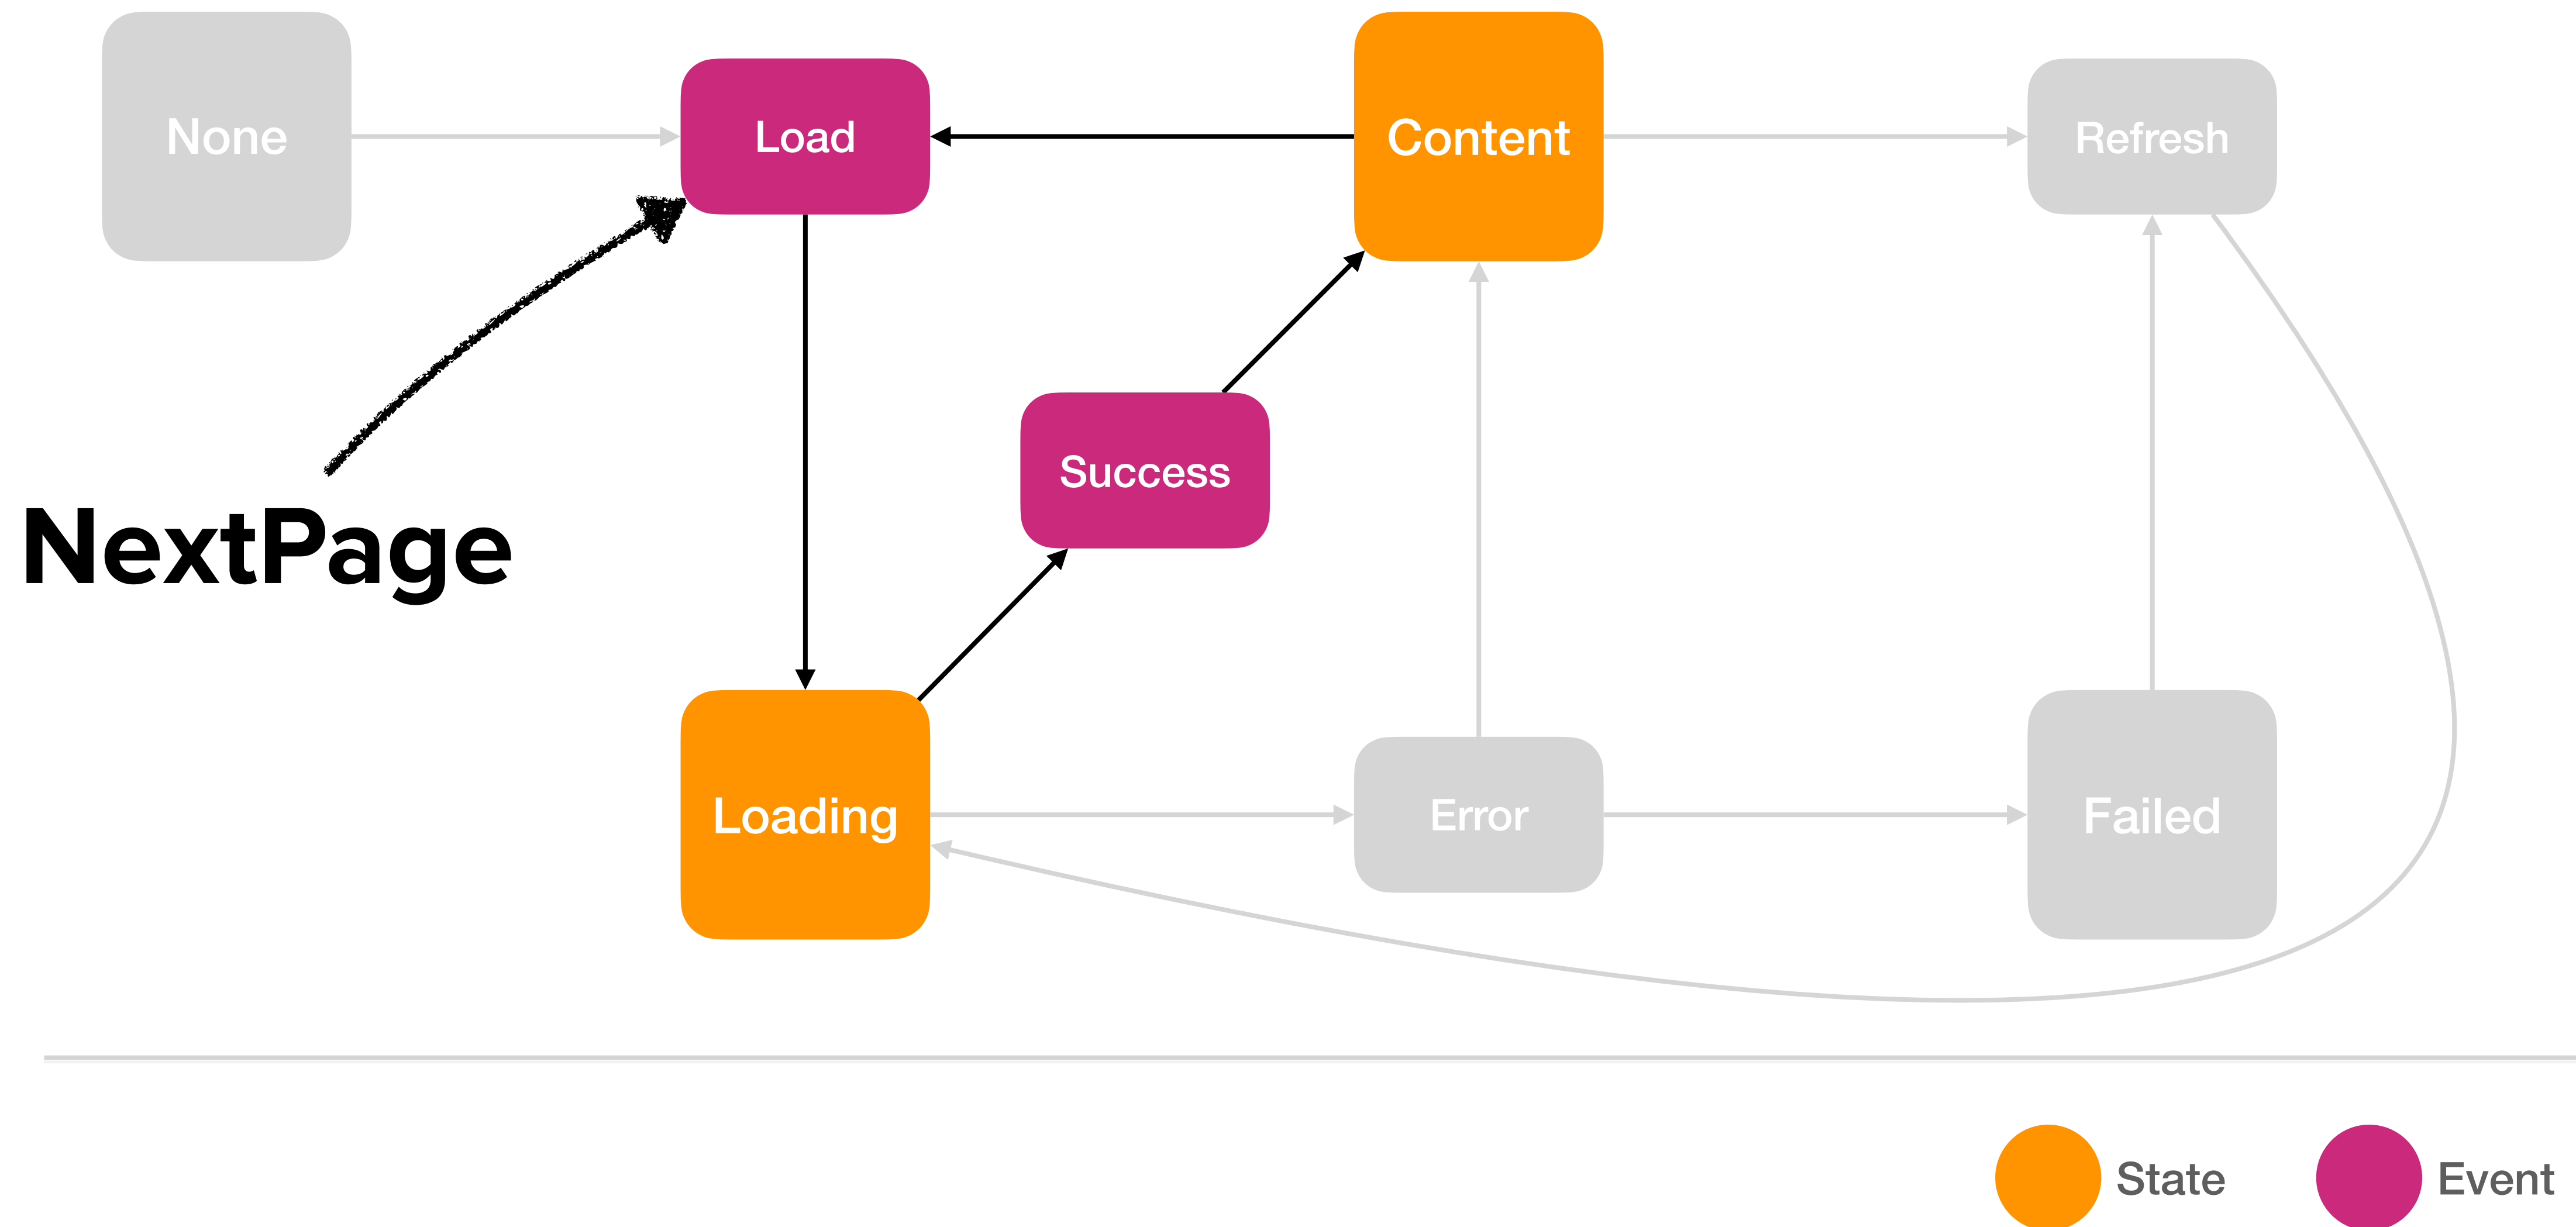 None
Load
Content
Refresh
Success
NextPage
Loading
Error
Failed
State
Event